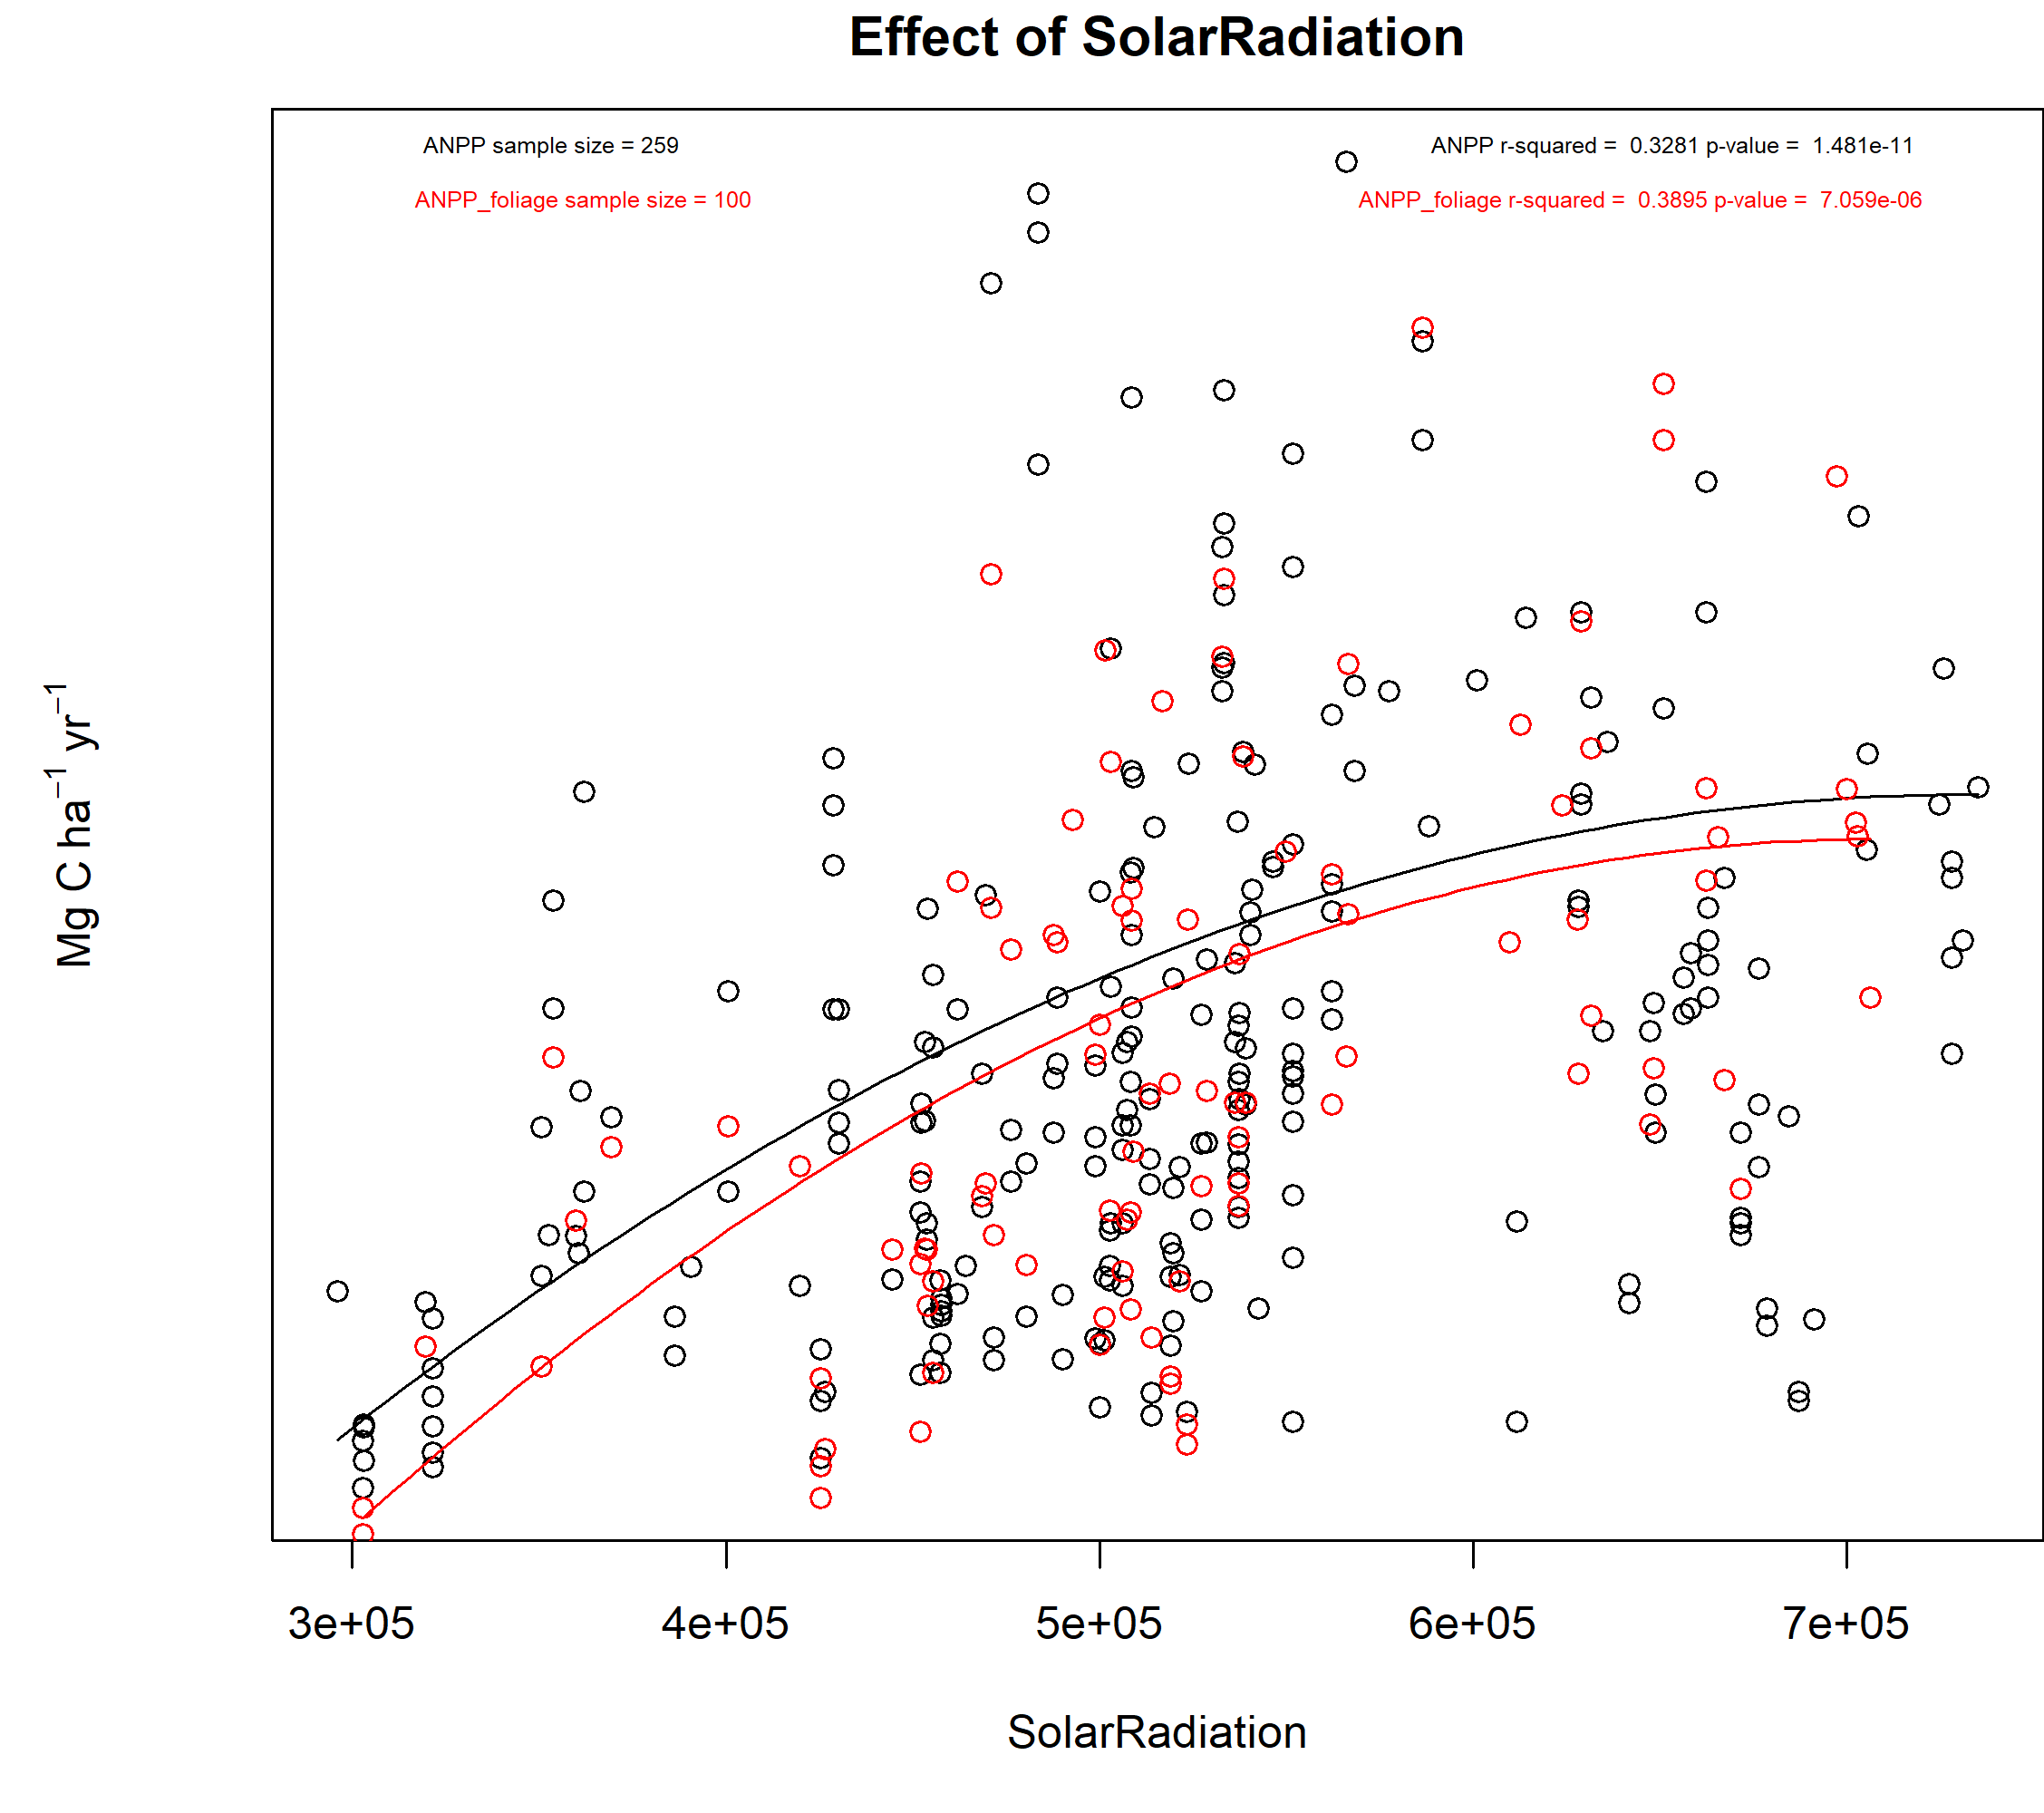 Effect of SolarRadiation
ANPP sample size = 259
ANPP r-squared = 0.3281 p-value = 1.481e-11
ANPP_foliage sample size = 100
ANPP_foliage r-squared = 0.3895 p-value = 7.059e-06
Mg C ha⁻¹ yr⁻¹
3e+05 4e+05 5e+05 6e+05 7e+05
SolarRadiation